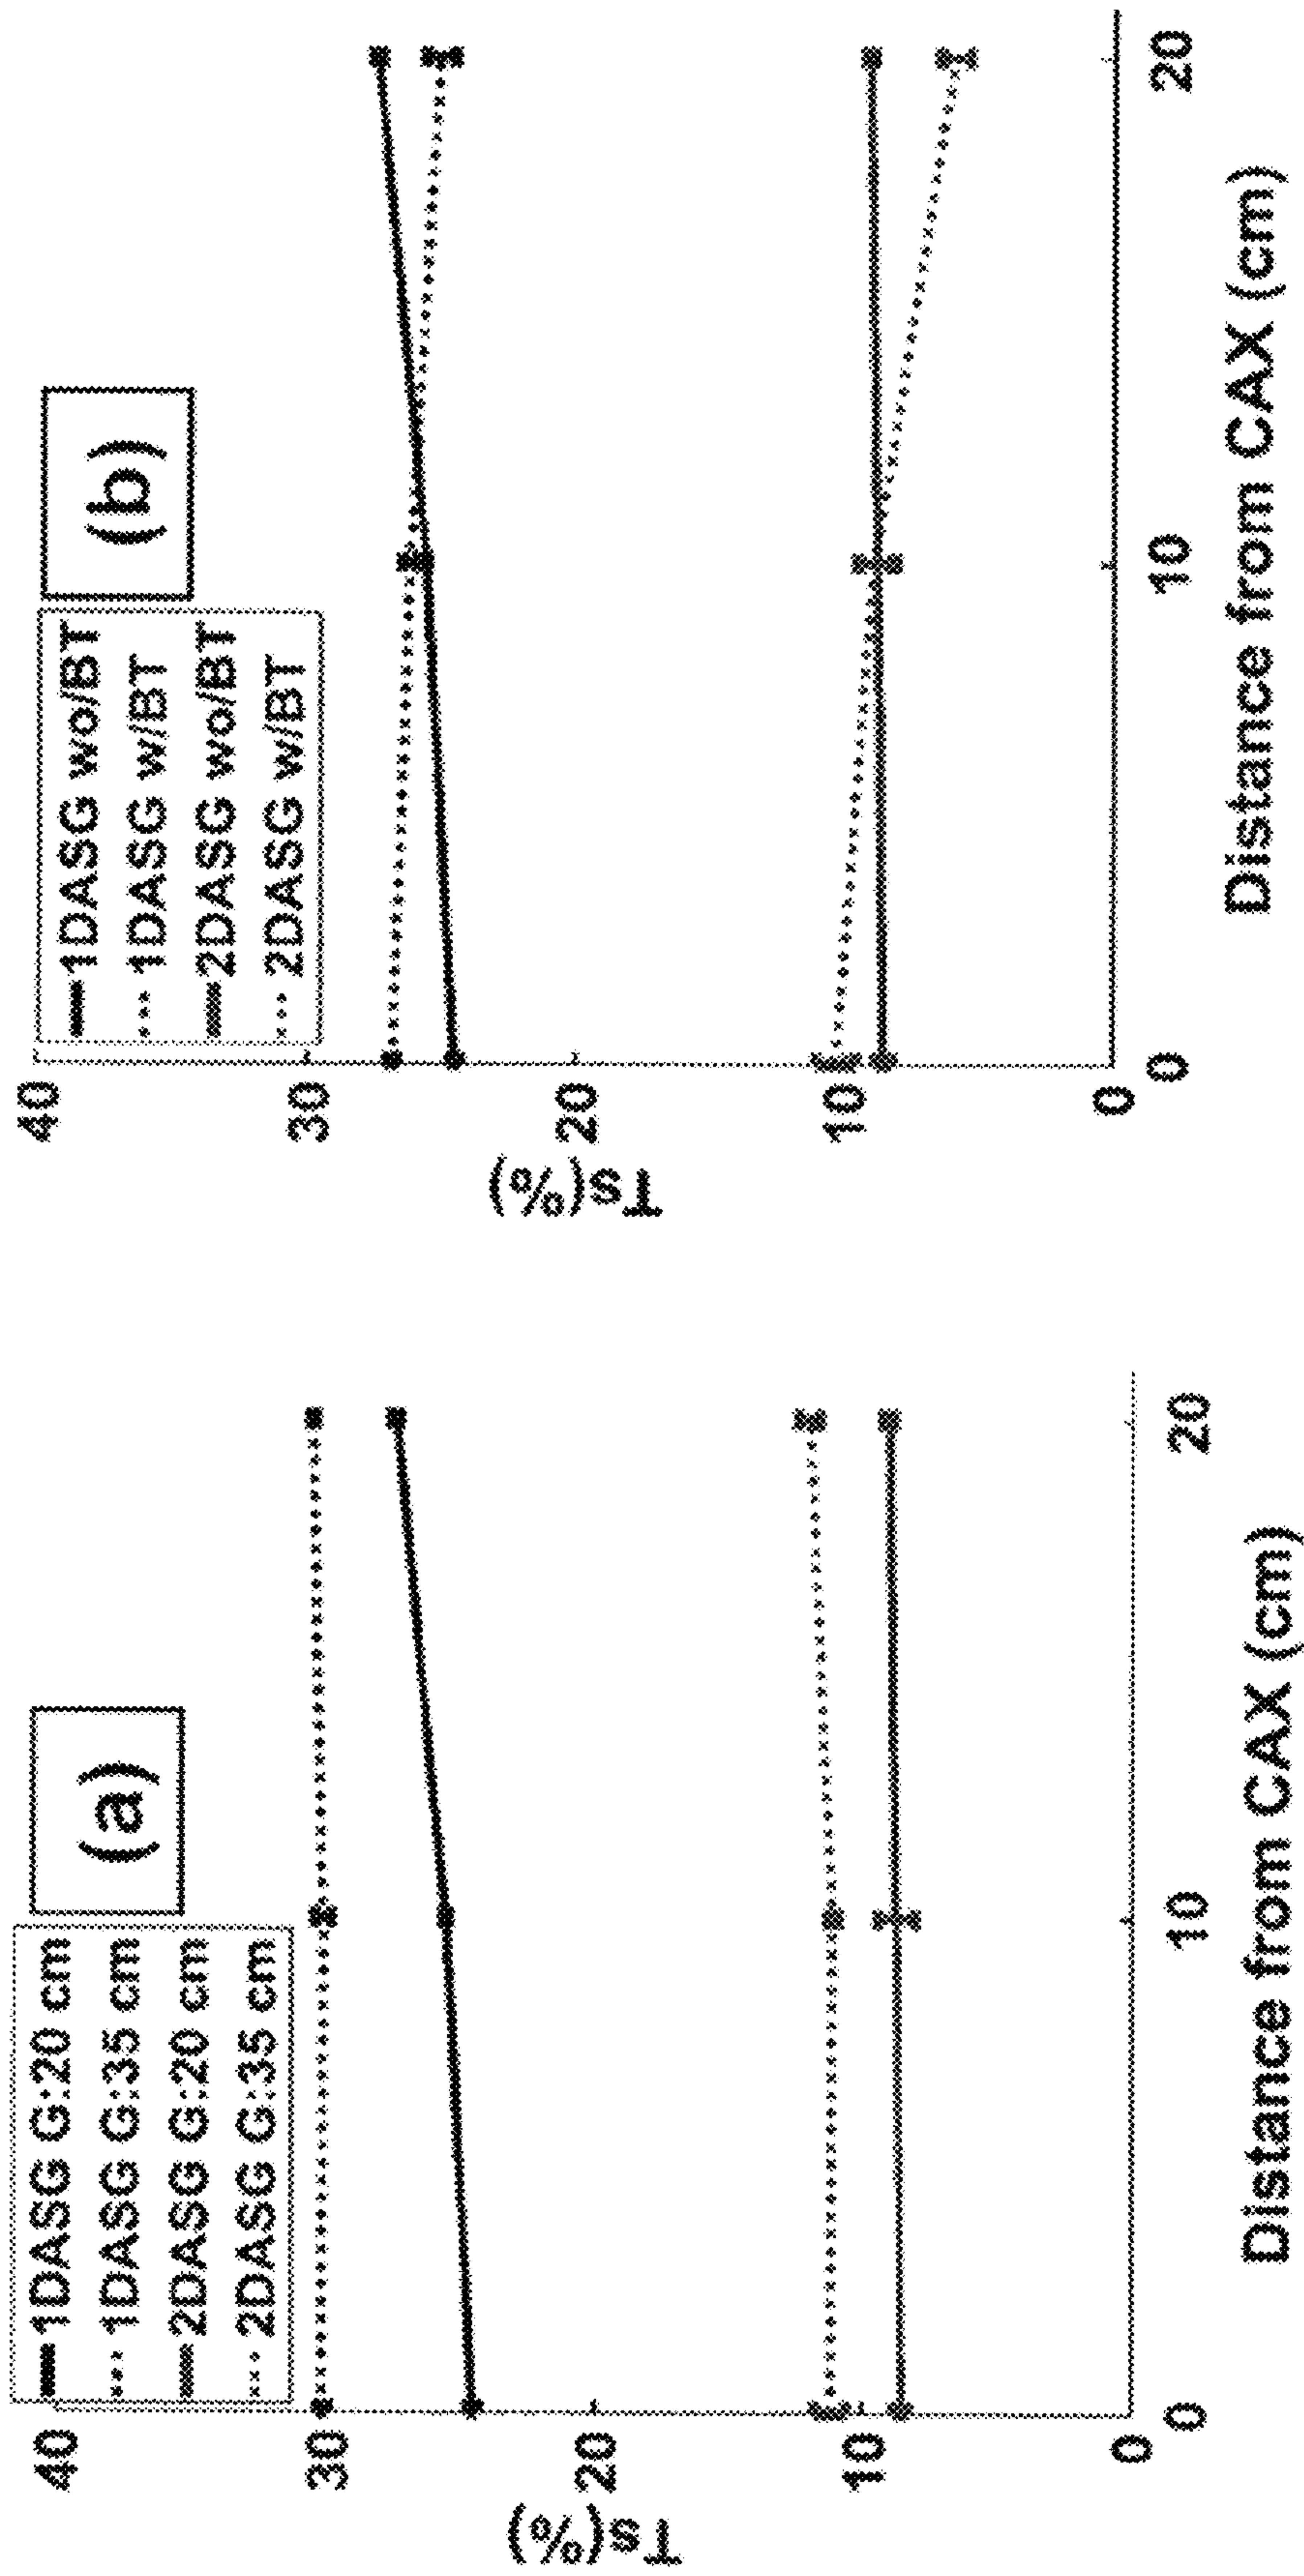 (a)
1DASG G:20 cm
1DASG G:35 cm
2DASG G:20 cm
2DASG G:35 cm
40
30
20
10
0
Ts(%)
0
10
20
Distance from CAX (cm)
(b)
1DASG wo/BT
1DASG w/BT
2DASG wo/BT
2DASG w/BT
40
30
20
10
0
Ts(%)
0
10
20
Distance from CAX (cm)